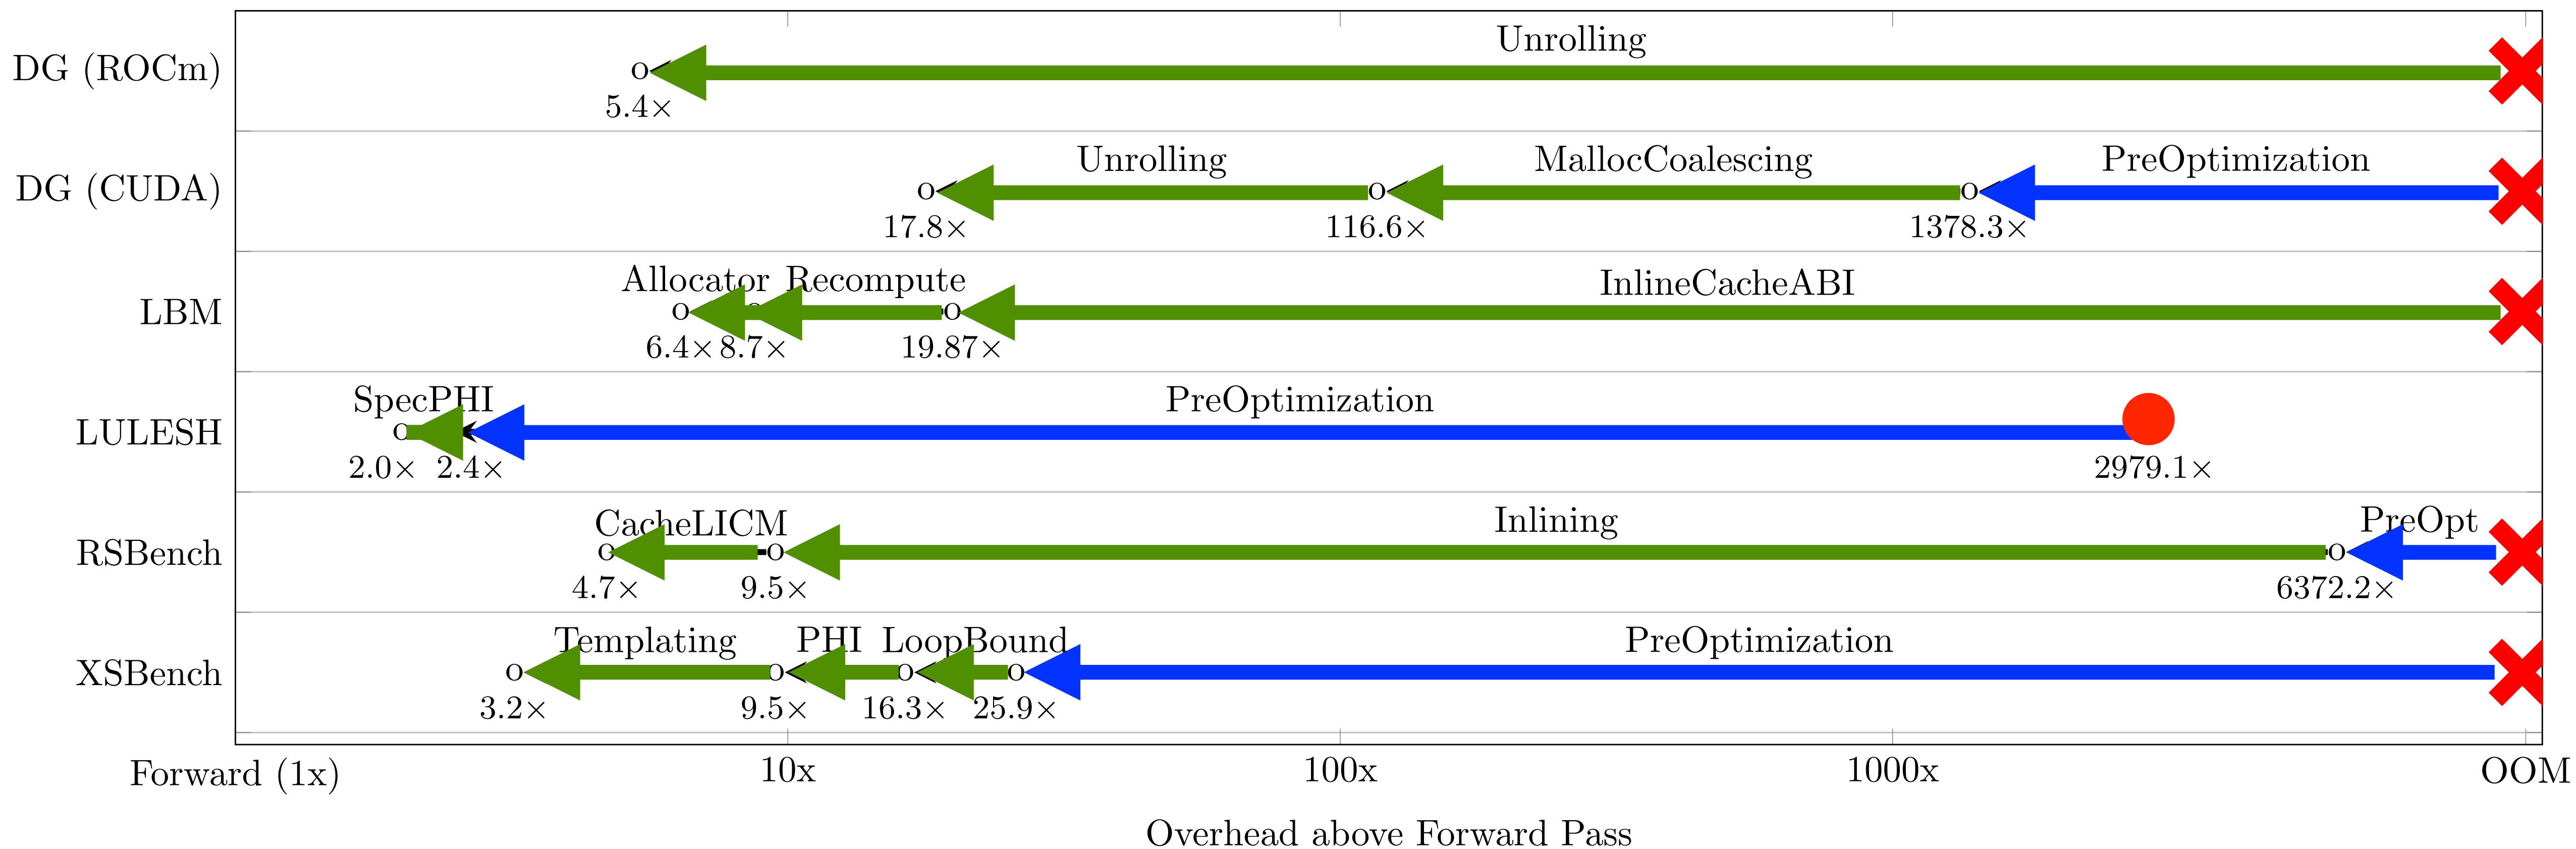 Unrolling
DG (ROCm)
5.4×
Unrolling MallocCoalescing PreOptimization
DG (CUDA)
17.8× 116.6× 1378.3×
Allocator Recompute InlineCacheABI
LBM
6.4× 8.7× 19.87×
SpecPHI PreOptimization
LULESH
2.0× 2.4× 2979.1×
CacheLICM Inlining PreOpt
RSBench
4.7× 9.5× 6372.2×
Templating PHI LoopBound PreOptimization
XSBench
3.2× 9.5× 16.3× 25.9×
Forward (1x) 10x 100x 1000x OOM
Overhead above Forward Pass